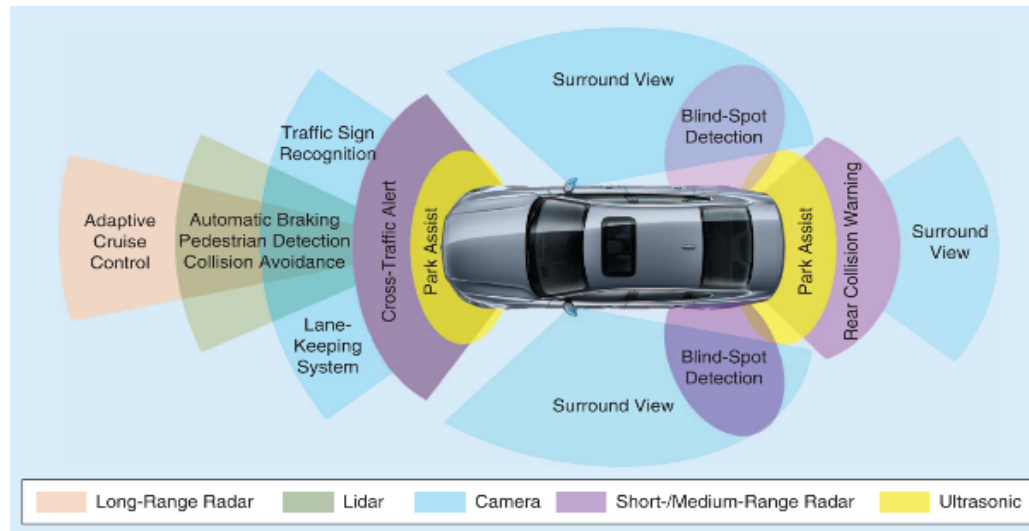 Surround View
Blind-Spot
Detection
Traffic Sign
Recognition
Adaptive
Cruise
Control
Automatic Braking
Pedestrian Detection
Collision Avoidance
Cross-Traffic Alert
Park Assist
Park Assist
Rear Collision Warning
Surround
View
Lane-
Keeping
System
Blind-Spot
Detection
Surround View
Long-Range Radar
Lidar
Camera
Short-/Medium-Range Radar
Ultrasonic